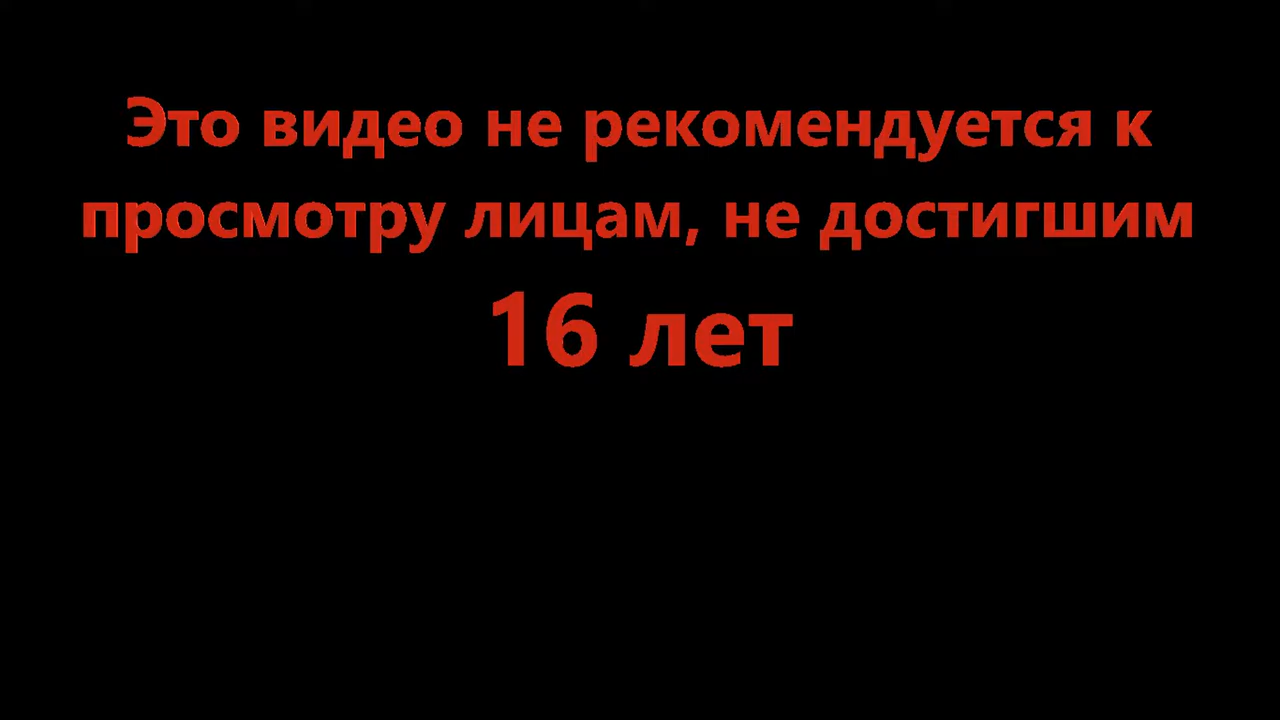 Это видео не рекомендуется к
просмотру лицам, не достигшим
16 лет